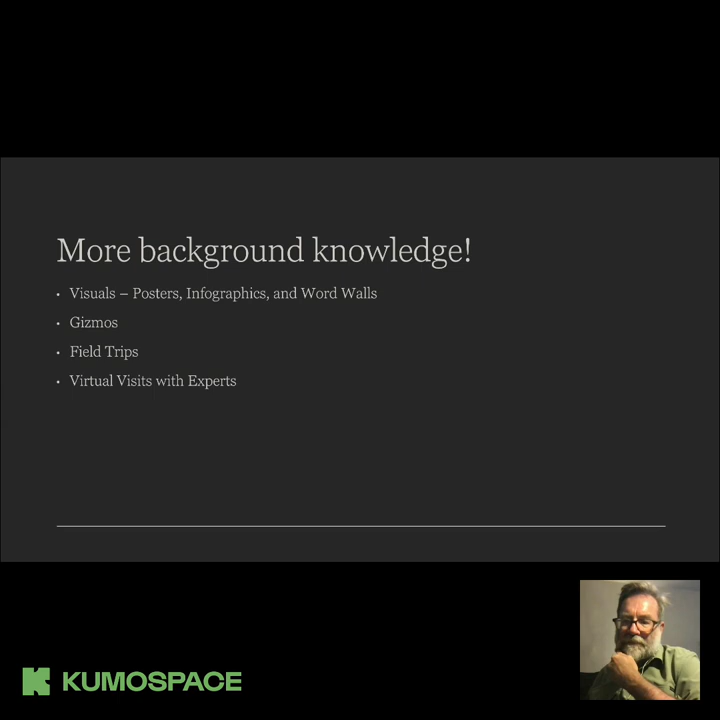 More background knowledge!
• Visuals – Posters, Infographics, and Word Walls
• Gizmos
• Field Trips
• Virtual Visits with Experts
KUMOSPACE